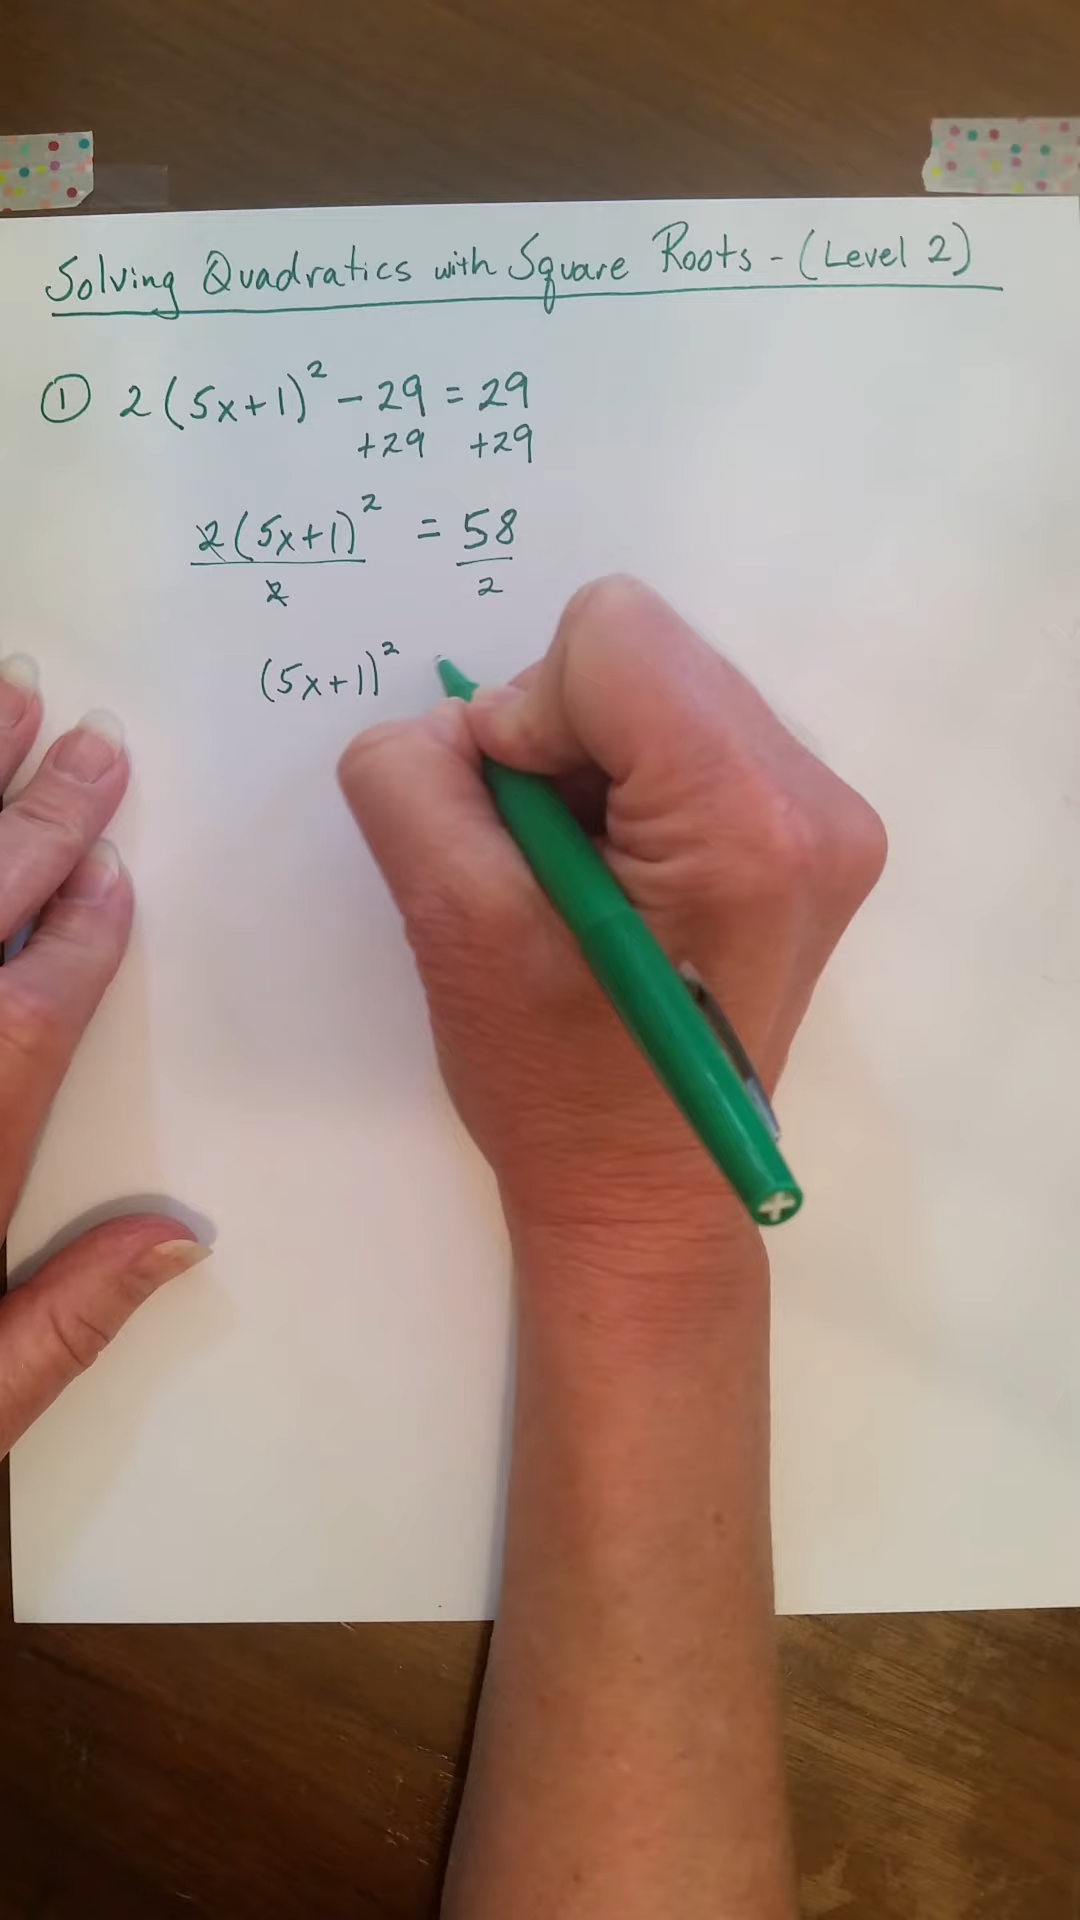 Solving Quadratics with Square Roots - (Level 2)
① 2(5x+1)² - 29 = 29
+29 +29
2(5x+1)² = 58
2 2
(5x+1)²